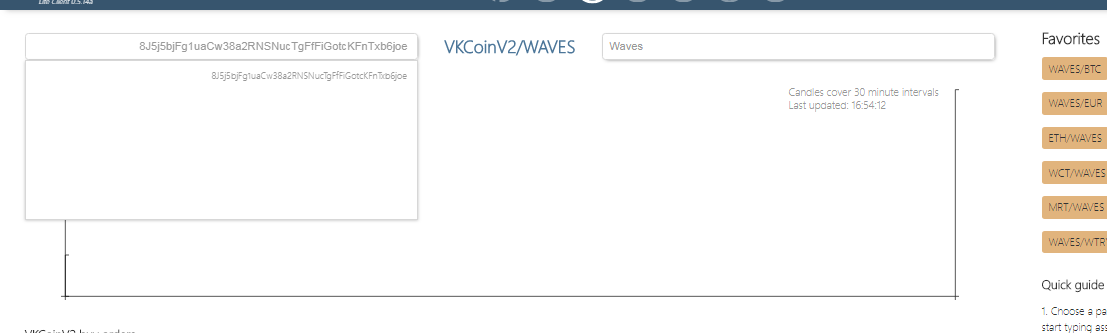 Lite Client 0.5.14a
8J5j5bjFg1uaCw38a2RNSNucTgFfFiGotcKFnTxb6joe
VKCoinV2/WAVES
Waves
8J5j5bjFg1uaCw38a2RNSNucTgFfFiGotcKFnTxb6joe
Candles cover 30 minute intervals
Last updated: 16:54:12
VKCoinV2 buy orders
Favorites
WAVES/BTC
WAVES/EUR
ETH/WAVES
WCT/WAVES
MRT/WAVES
WAVES/WTR
Quick guide
1. Choose a pa
start typing ass